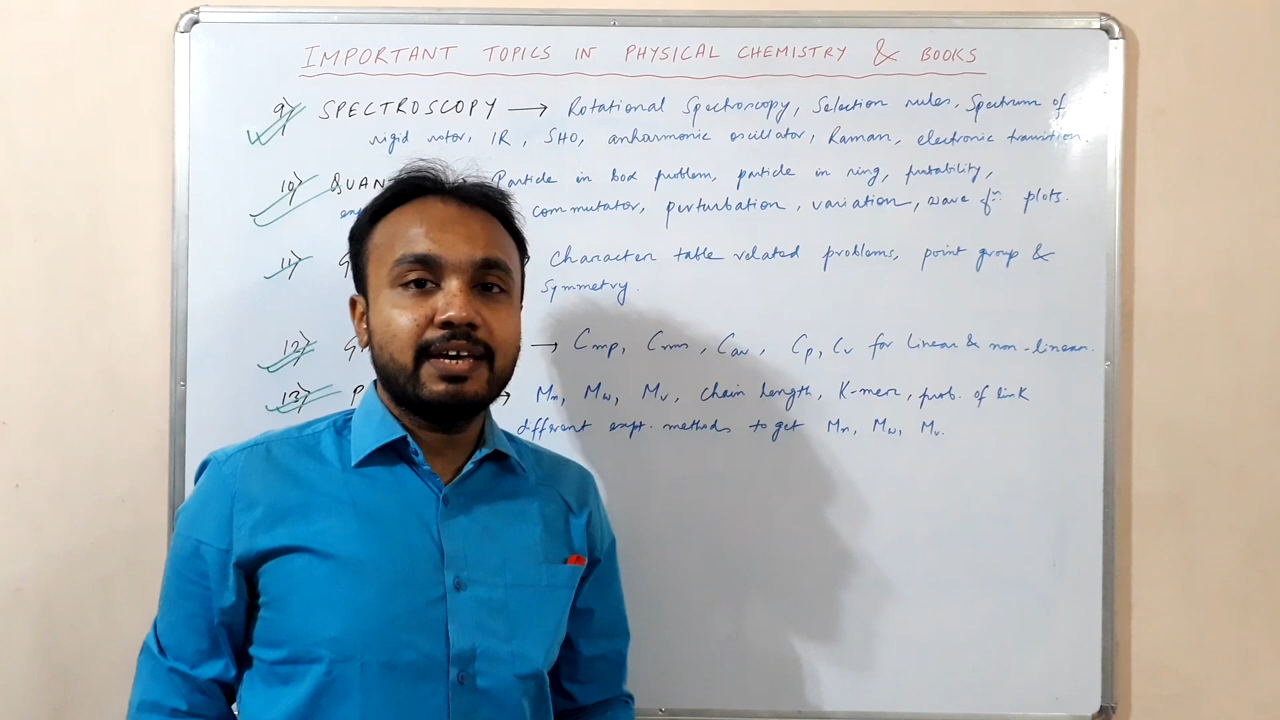 IMPORTANT TOPICS IN PHYSICAL CHEMISTRY & BOOKS
9) SPECTROSCOPY → Rotational Spectroscopy, Selection rules, Spectrum of
rigid rotor, IR, SHO, anharmonic oscillator, Raman, electronic transition.
10) QUAN Particle in box problem, particle in ring, probability,
exp commutator, perturbation, variation, wave fn plots.
11) G Character table related problems, point group &
Symmetry.
12) → Cmp, Crms, Cav, Cp, Cv for linear & non-linear.
13) P → Mn, Mw, Mv, chain length, K-mer, prob. of link
different expt. methods to get Mn, Mw, Mv.